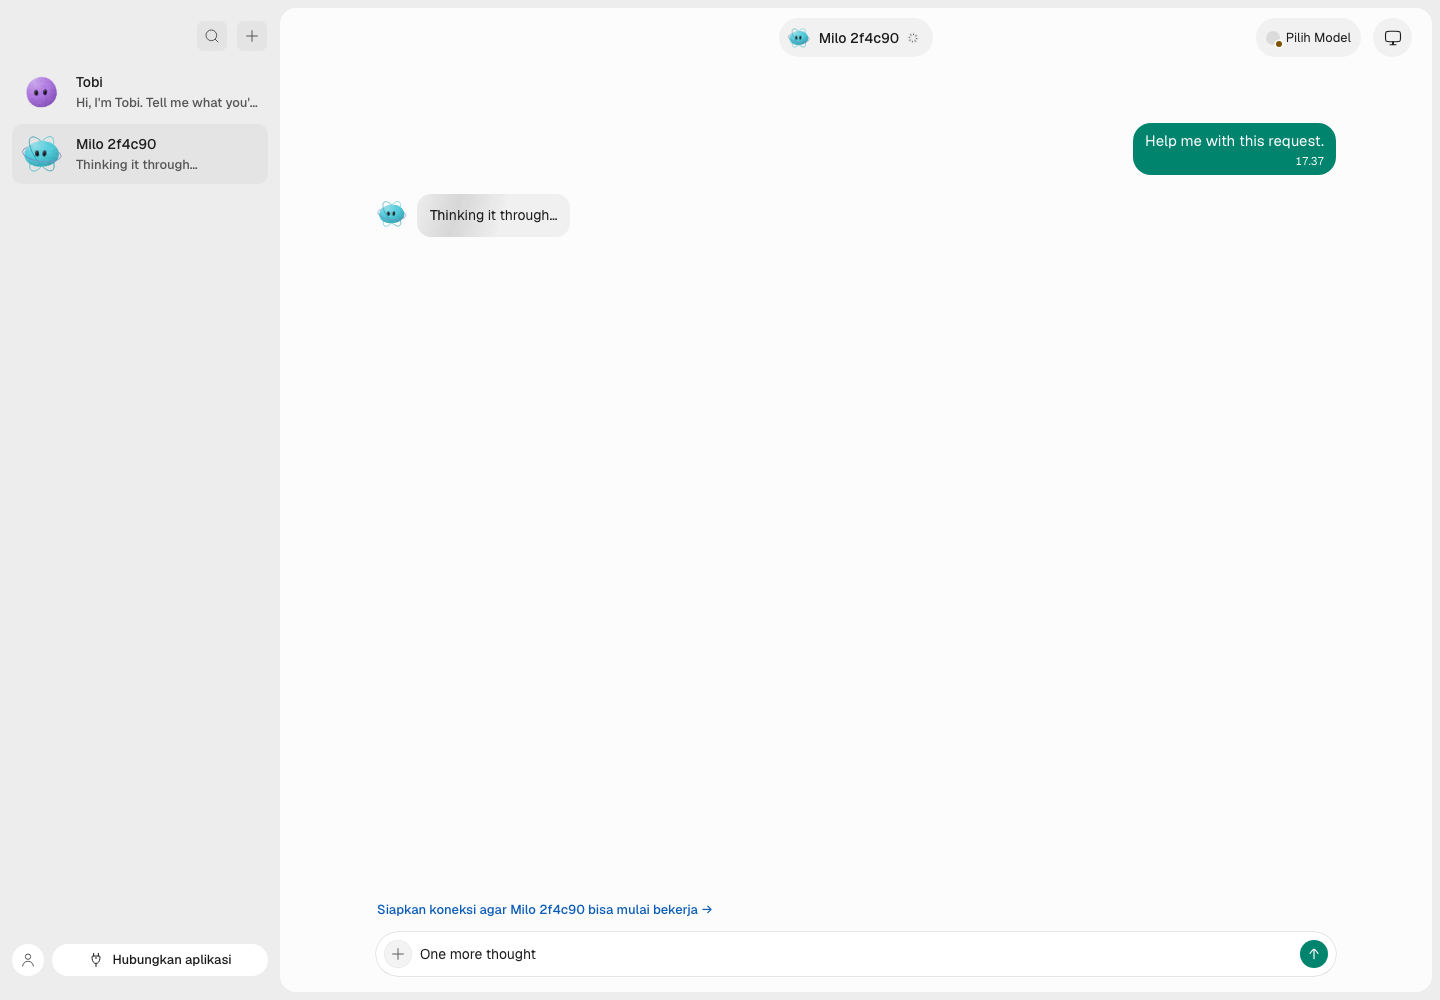 Tobi
Hi, I'm Tobi. Tell me what you'...
Milo 2f4c90
Thinking it through...
Hubungkan aplikasi
Milo 2f4c90
Pilih Model
Help me with this request.
17.37
Thinking it through...
Siapkan koneksi agar Milo 2f4c90 bisa mulai bekerja →
One more thought